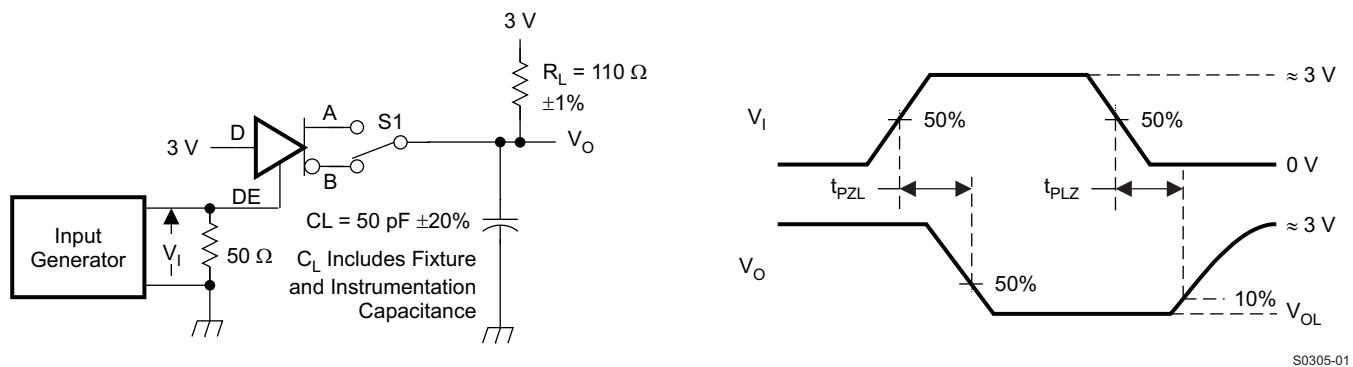 3 V
R_L = 110 Ω
±1%
A
S1
D
3 V
V_O
B
DE
CL = 50 pF ±20%
Input
Generator
V_I
50 Ω
C_L Includes Fixture
and Instrumentation
Capacitance
≈ 3 V
V_I
50%
50%
0 V
t_PZL
t_PLZ
≈ 3 V
V_O
50%
10%
V_OL
S0305-01